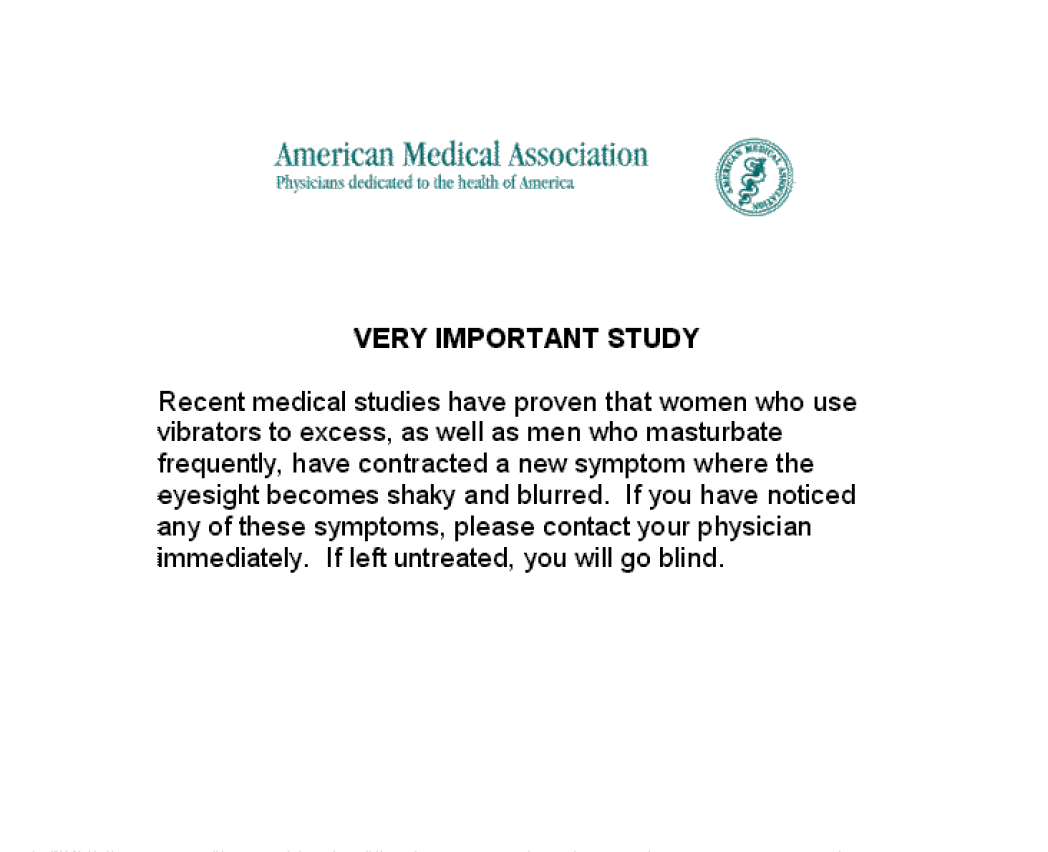 American Medical Association
Physicians dedicated to the health of America
AMERICAN MEDICAL ASSOCIATION
VERY IMPORTANT STUDY
Recent medical studies have proven that women who use
vibrators to excess, as well as men who masturbate
frequently, have contracted a new symptom where the
eyesight becomes shaky and blurred.  If you have noticed
any of these symptoms, please contact your physician
immediately.  If left untreated, you will go blind.